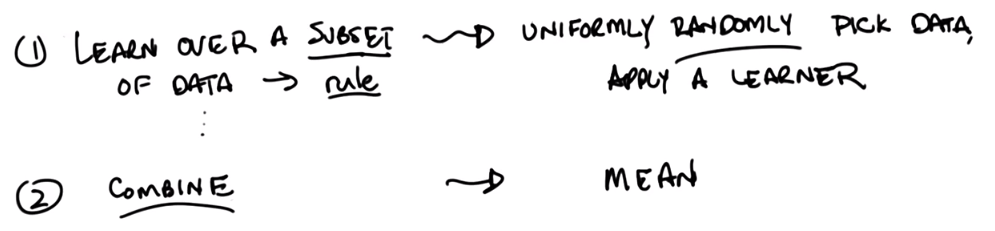 ① LEARN OVER A SUBSET ⟿ UNIFORMLY RANDOMLY PICK DATA,
OF DATA → rule APPLY A LEARNER
⋮
② COMBINE ⟿ MEAN